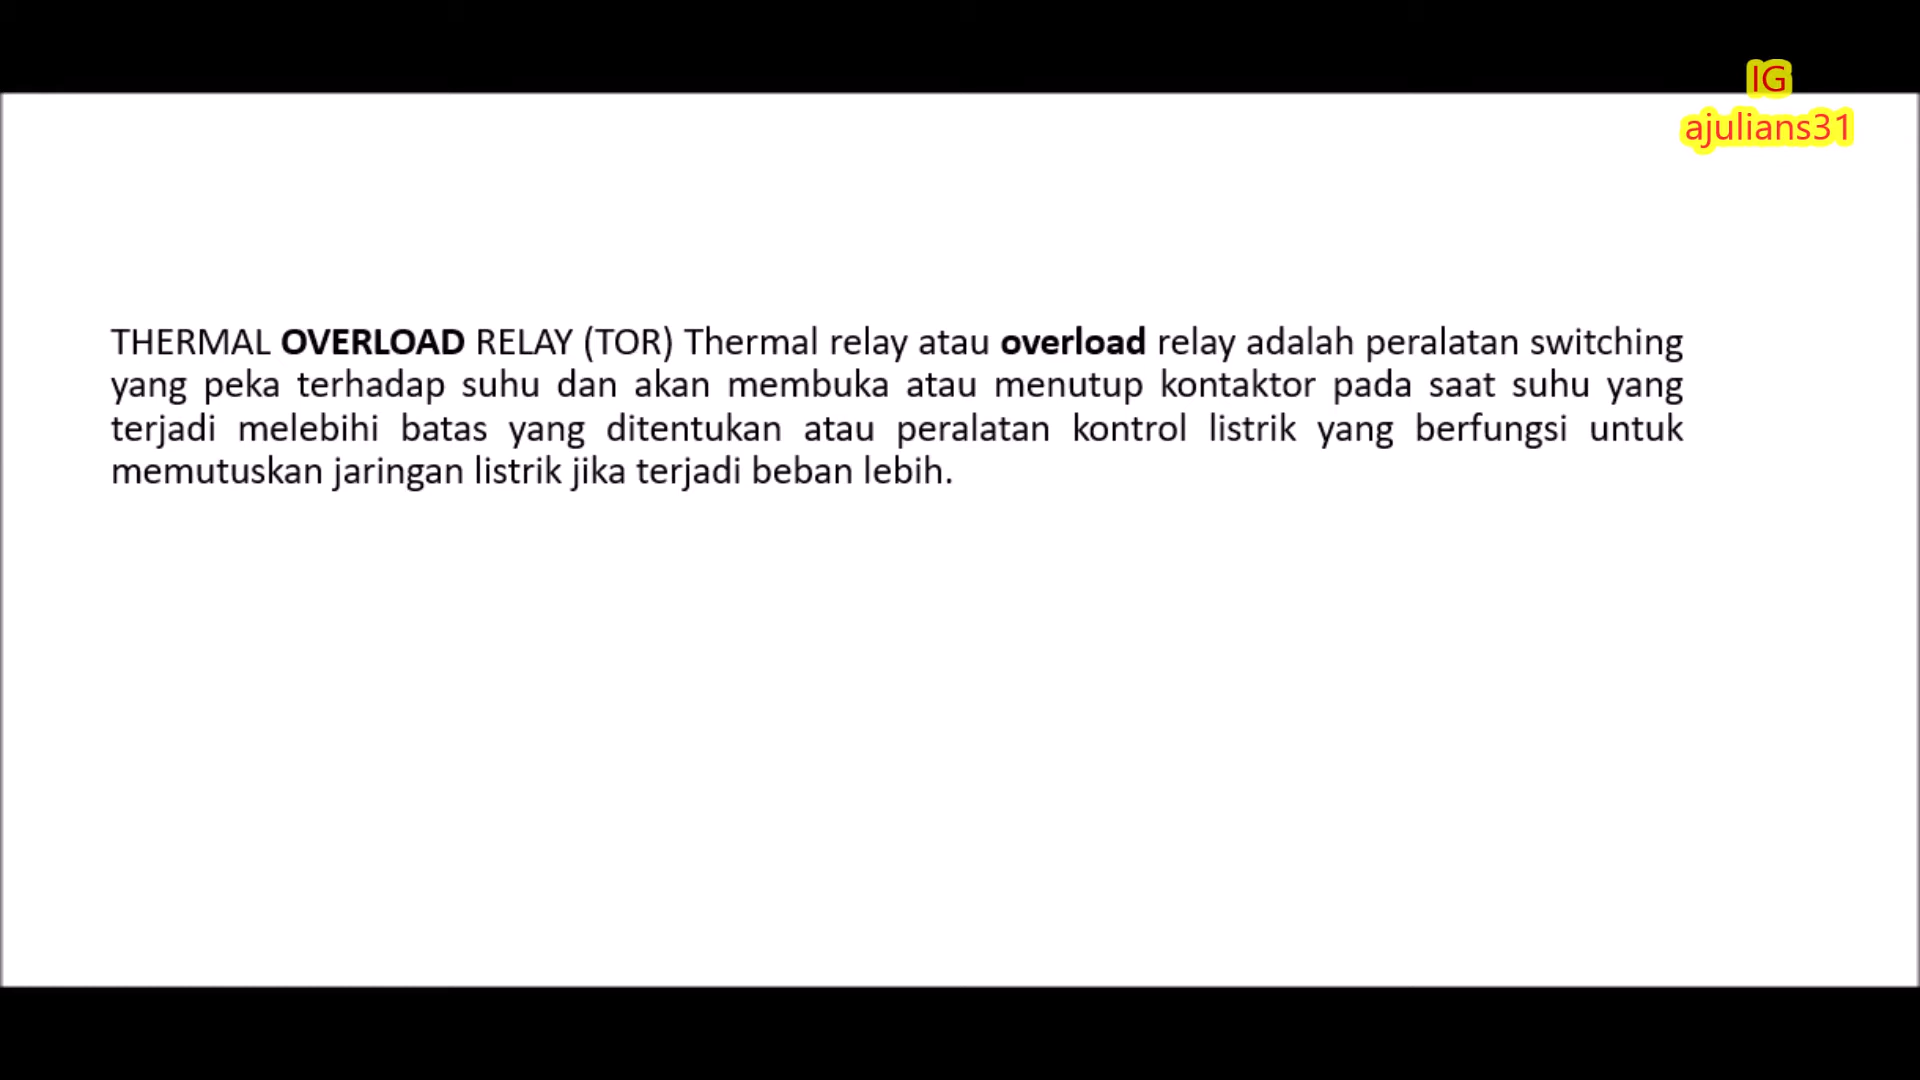 IG
ajulians31
THERMAL OVERLOAD RELAY (TOR) Thermal relay atau overload relay adalah peralatan switching
yang peka terhadap suhu dan akan membuka atau menutup kontaktor pada saat suhu yang
terjadi melebihi batas yang ditentukan atau peralatan kontrol listrik yang berfungsi untuk
memutuskan jaringan listrik jika terjadi beban lebih.